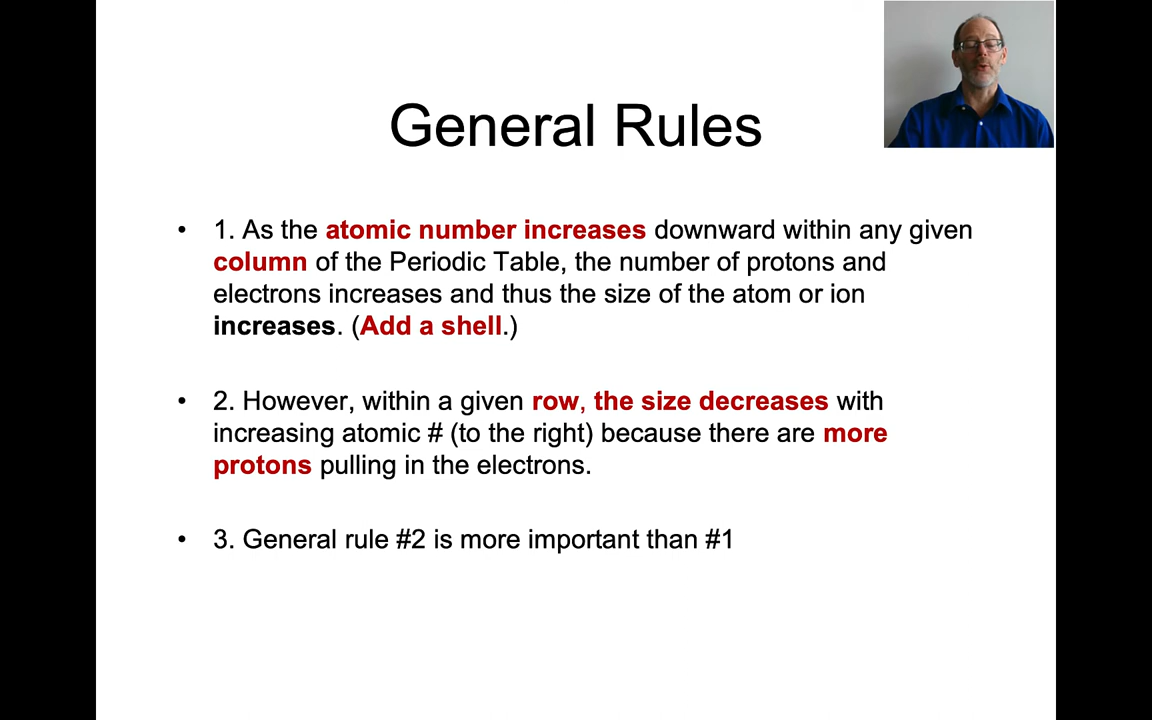 General Rules
• 1. As the atomic number increases downward within any given
column of the Periodic Table, the number of protons and
electrons increases and thus the size of the atom or ion
increases. (Add a shell.)
• 2. However, within a given row, the size decreases with
increasing atomic # (to the right) because there are more
protons pulling in the electrons.
• 3. General rule #2 is more important than #1